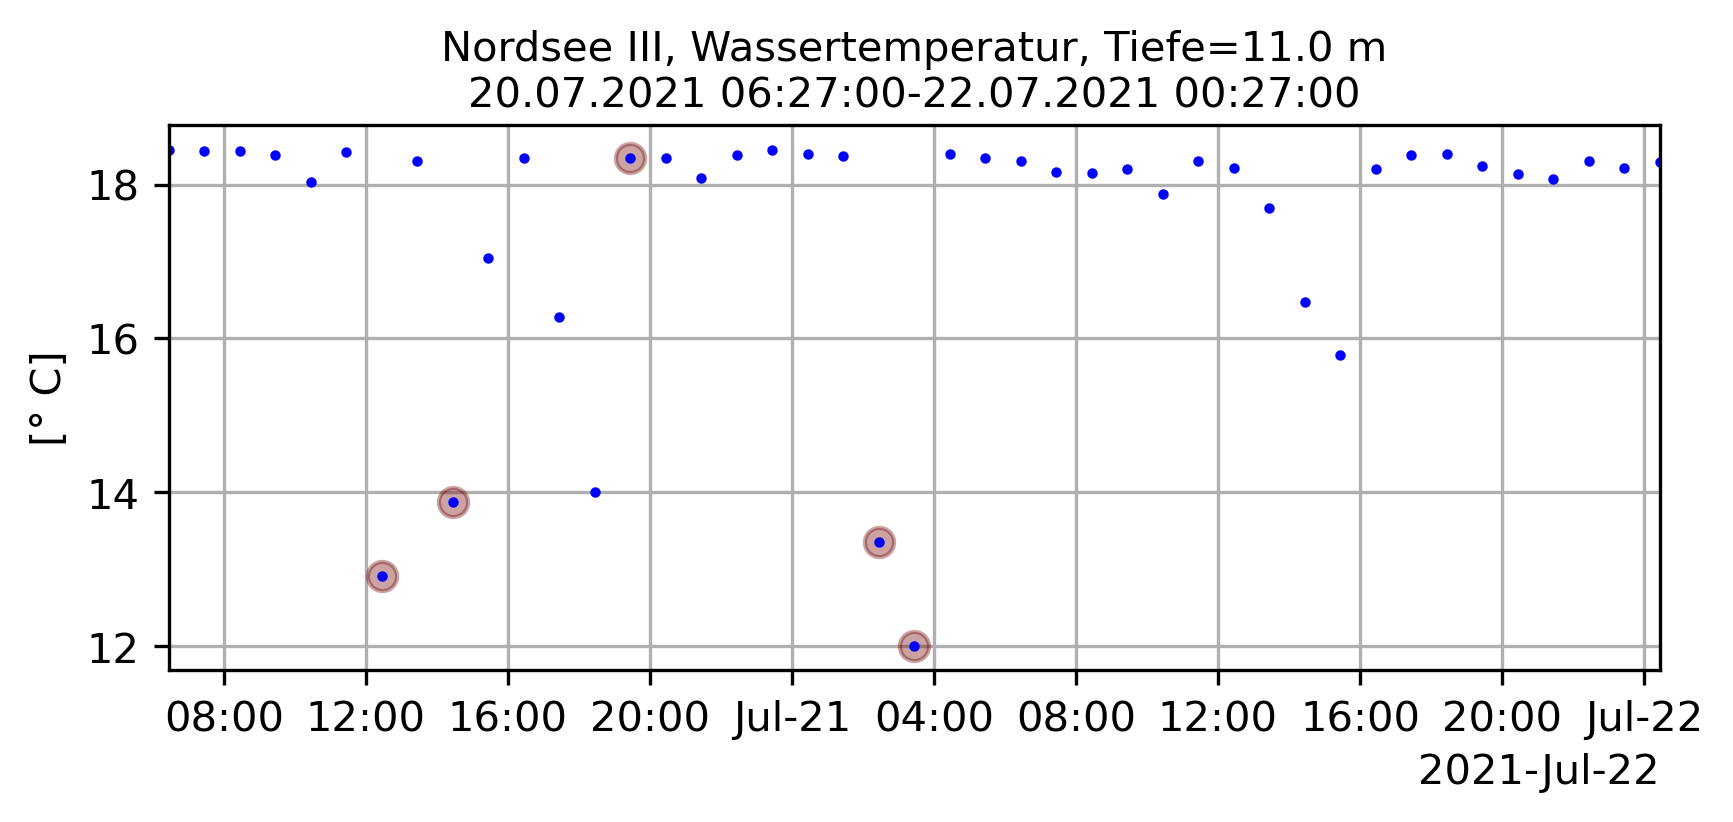 Nordsee III, Wassertemperatur, Tiefe=11.0 m
20.07.2021 06:27:00-22.07.2021 00:27:00
18
16
14
12
[° C]
08:00 12:00 16:00 20:00 Jul-21 04:00 08:00 12:00 16:00 20:00 Jul-22
2021-Jul-22